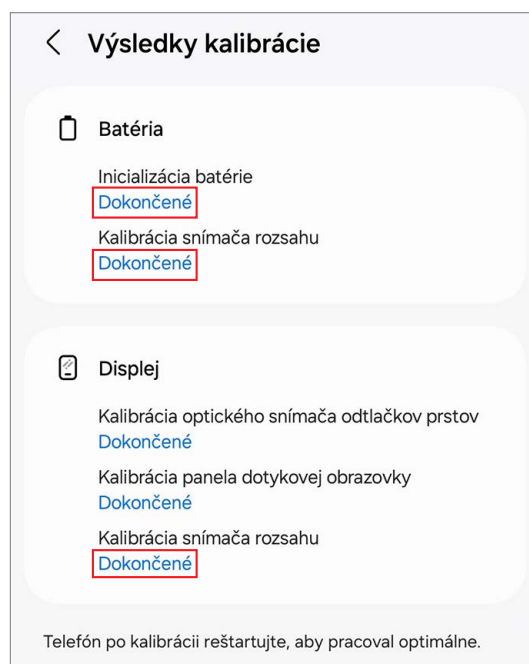 Výsledky kalibrácie
Batéria
Inicializácia batérie
Dokončené
Kalibrácia snímača rozsahu
Dokončené
Displej
Kalibrácia optického snímača odtlačkov prstov
Dokončené
Kalibrácia panela dotykovej obrazovky
Dokončené
Kalibrácia snímača rozsahu
Dokončené
Telefón po kalibrácii reštartujte, aby pracoval optimálne.